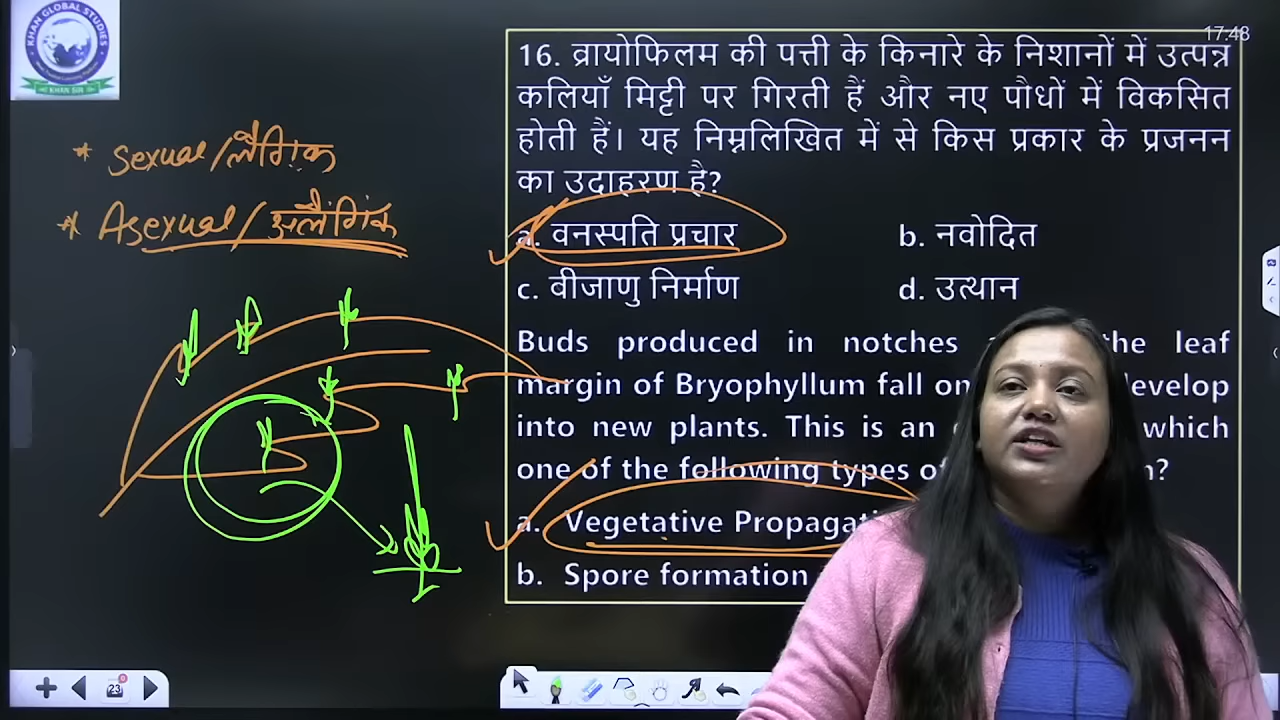 KHAN GLOBAL STUDIES
KHAN SIR
17:48
* Sexual/लैंगिक
* Asexual/अलैंगिक
16. ब्रायोफिलम की पत्ती के किनारे के निशानों में उत्पन्न
कलियाँ मिट्टी पर गिरती हैं और नए पौधों में विकसित
होती हैं। यह निम्नलिखित में से किस प्रकार के प्रजनन
का उदाहरण है?
a. वनस्पति प्रचार b. नवोदित
c. बीजाणु निर्माण d. उत्थान
Buds produced in notches the leaf
margin of Bryophyllum fall on
into new plants. This is an which
one of the following types of
a. Vegetative
b. Spore formation
23